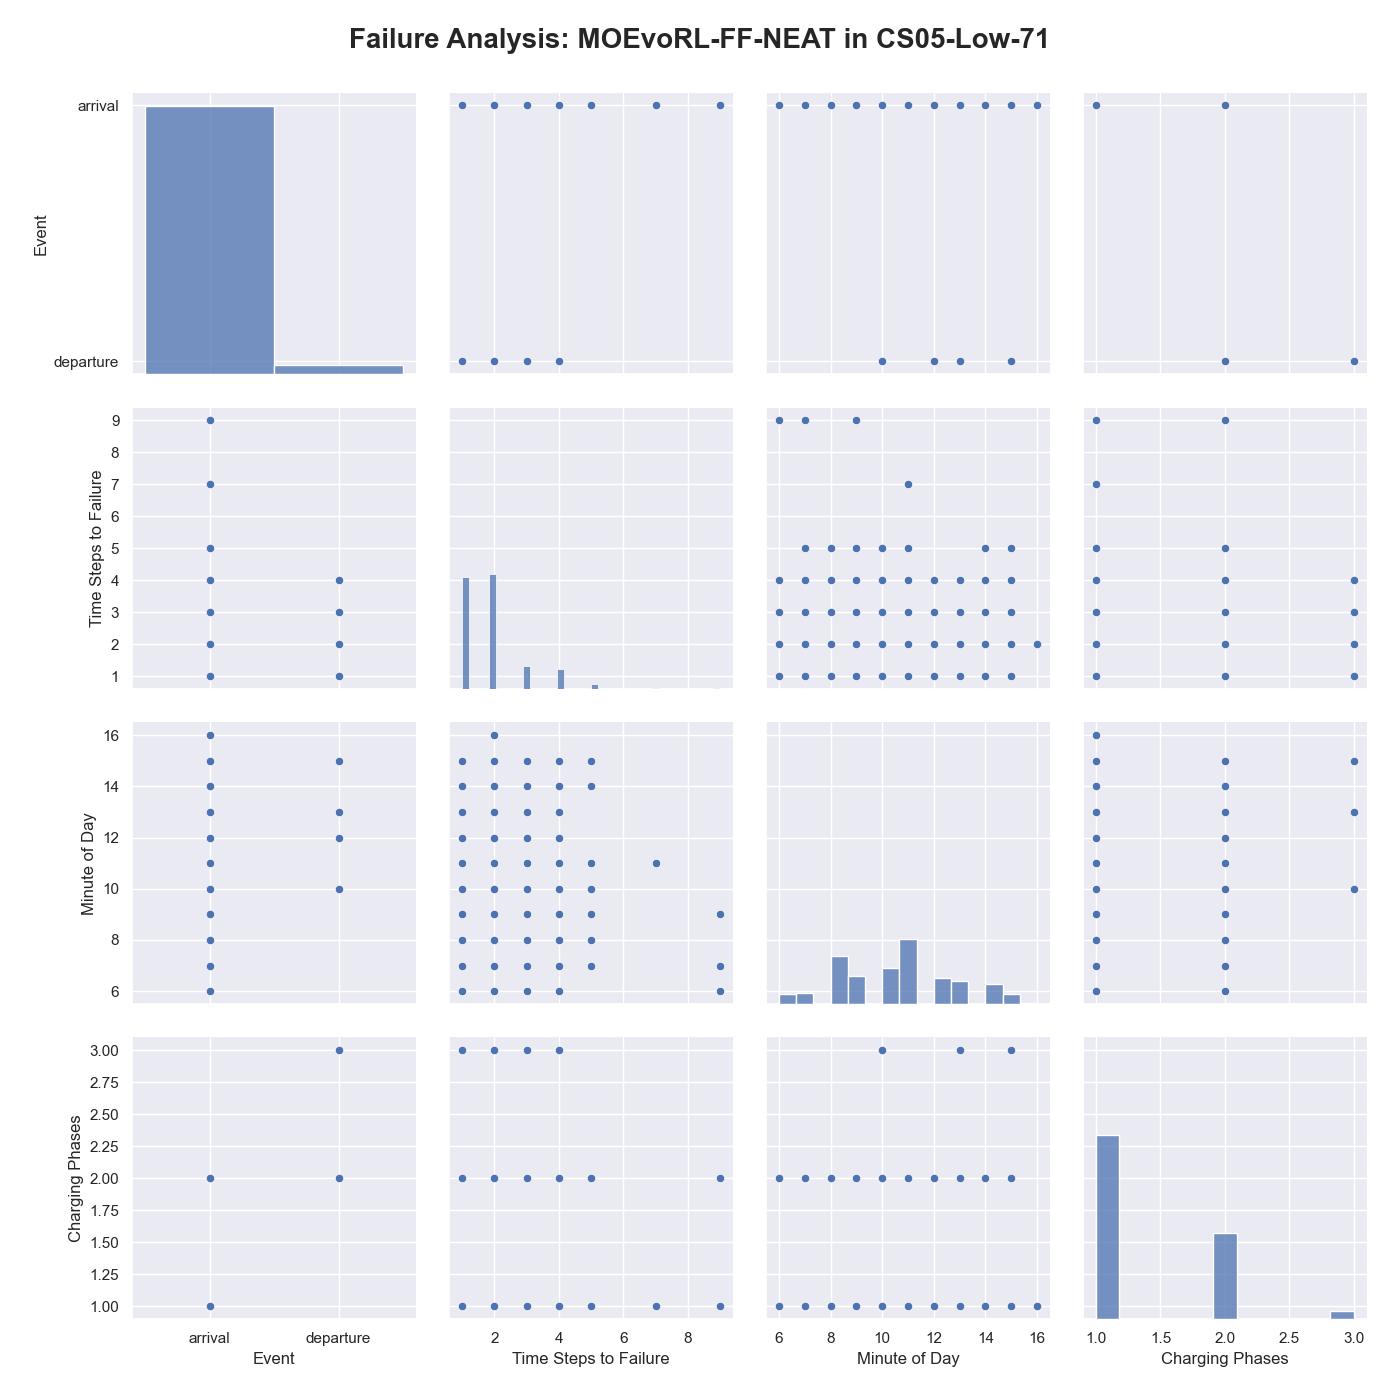 Failure Analysis: MOEvoRL-FF-NEAT in CS05-Low-71
arrival
departure
Event
9
8
7
6
5
4
3
2
1
Time Steps to Failure
16
14
12
10
8
6
Minute of Day
3.00
2.75
2.50
2.25
2.00
1.75
1.50
1.25
1.00
Charging Phases
arrival departure
Event
2 4 6 8
Time Steps to Failure
6 8 10 12 14 16
Minute of Day
1.0 1.5 2.0 2.5 3.0
Charging Phases